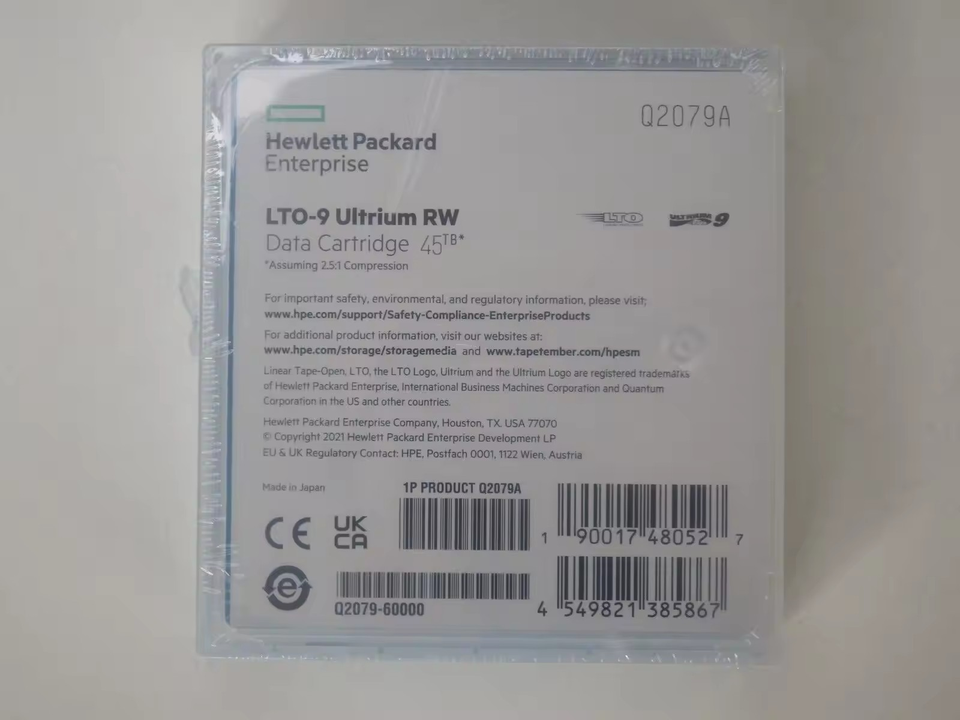 Q2079A
Hewlett Packard
Enterprise
LTO-9 Ultrium RW
LTO
ULTRIUM 9
Data Cartridge 45TB*
*Assuming 2.5:1 Compression
For important safety, environmental, and regulatory information, please visit:
www.hpe.com/support/Safety-Compliance-EnterpriseProducts
For additional product information, visit our websites at:
www.hpe.com/storage/storagemedia and www.tapetember.com/hpesm
Linear Tape-Open, LTO, the LTO Logo, Ultrium and the Ultrium Logo are registered trademarks
of Hewlett Packard Enterprise, International Business Machines Corporation and Quantum
Corporation in the US and other countries.
Hewlett Packard Enterprise Company, Houston, TX. USA 77070
© Copyright 2021 Hewlett Packard Enterprise Development LP
EU & UK Regulatory Contact: HPE, Postfach 0001, 1122 Wien, Austria
Made in Japan
1P PRODUCT Q2079A
CE
UK
CA
1 90017 48052 7
e
Q2079-60000
4 549821 385867